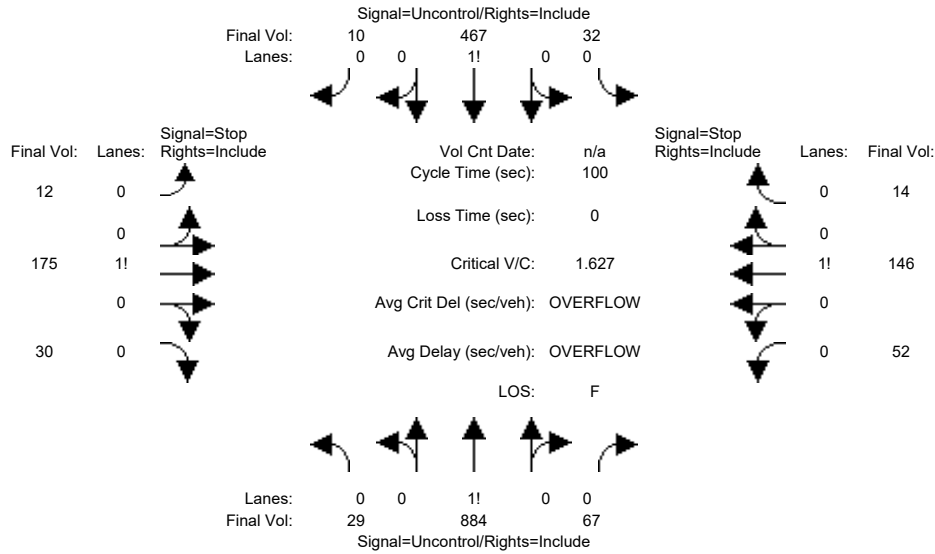 Signal=Uncontrol/Rights=Include
Final Vol: 10 467 32
Lanes: 0 0 1! 0 0
Signal=Stop Signal=Stop
Final Vol: Lanes: Rights=Include Vol Cnt Date: n/a Rights=Include Lanes: Final Vol:
Cycle Time (sec): 100
12 0 0 14
Loss Time (sec): 0
0 0
175 1! Critical V/C: 1.627 1! 146
0 Avg Crit Del (sec/veh): OVERFLOW 0
30 0 Avg Delay (sec/veh): OVERFLOW 0 52
LOS: F
Lanes: 0 0 1! 0 0
Final Vol: 29 884 67
Signal=Uncontrol/Rights=Include